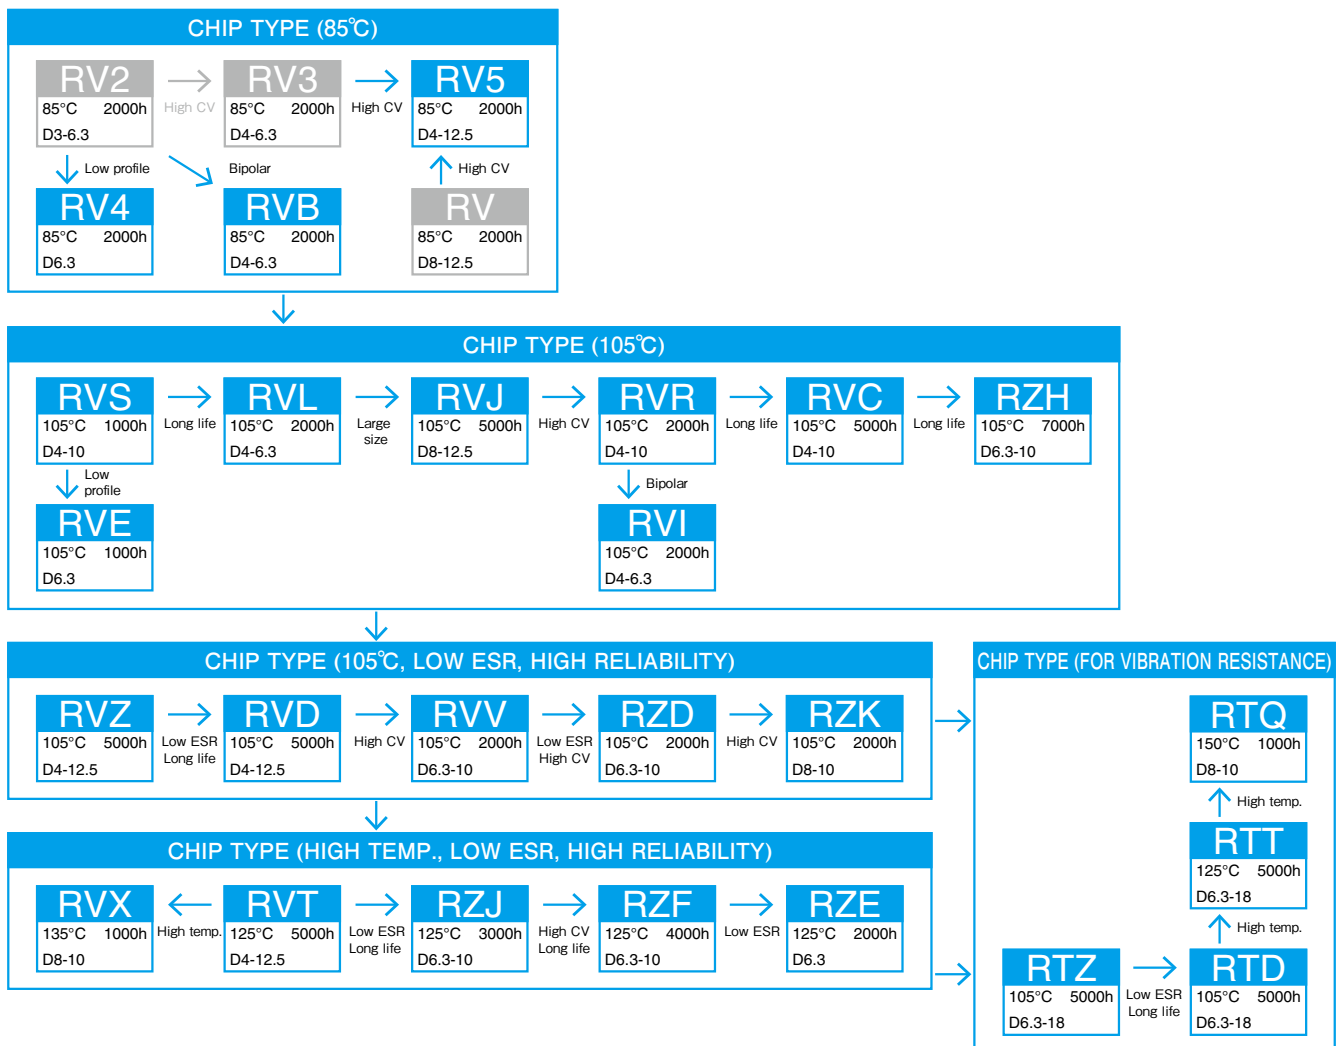 CHIP TYPE (85℃)
RV2
85°C 2000h
D3-6.3
High CV
RV3
85°C 2000h
D4-6.3
High CV
RV5
85°C 2000h
D4-12.5
Low profile
Bipolar
High CV
RV4
85°C 2000h
D6.3
RVB
85°C 2000h
D4-6.3
RV
85°C 2000h
D8-12.5
CHIP TYPE (105℃)
RVS
105°C 1000h
D4-10
Long life
RVL
105°C 2000h
D4-6.3
Large
size
RVJ
105°C 5000h
D8-12.5
High CV
RVR
105°C 2000h
D4-10
Long life
RVC
105°C 5000h
D4-10
Long life
RZH
105°C 7000h
D6.3-10
Low
profile
Bipolar
RVE
105°C 1000h
D6.3
RVI
105°C 2000h
D4-6.3
CHIP TYPE (105℃, LOW ESR, HIGH RELIABILITY)
RVZ
105°C 5000h
D4-12.5
Low ESR
Long life
RVD
105°C 5000h
D4-12.5
High CV
RVV
105°C 2000h
D6.3-10
Low ESR
High CV
RZD
105°C 2000h
D6.3-10
High CV
RZK
105°C 2000h
D8-10
CHIP TYPE (HIGH TEMP., LOW ESR, HIGH RELIABILITY)
RVX
135°C 1000h
D8-10
High temp.
RVT
125°C 5000h
D4-12.5
Low ESR
Long life
RZJ
125°C 3000h
D6.3-10
High CV
Long life
RZF
125°C 4000h
D6.3-10
Low ESR
RZE
125°C 2000h
D6.3
CHIP TYPE (FOR VIBRATION RESISTANCE)
RTQ
150°C 1000h
D8-10
High temp.
RTT
125°C 5000h
D6.3-18
High temp.
RTZ
105°C 5000h
D6.3-18
Low ESR
Long life
RTD
105°C 5000h
D6.3-18